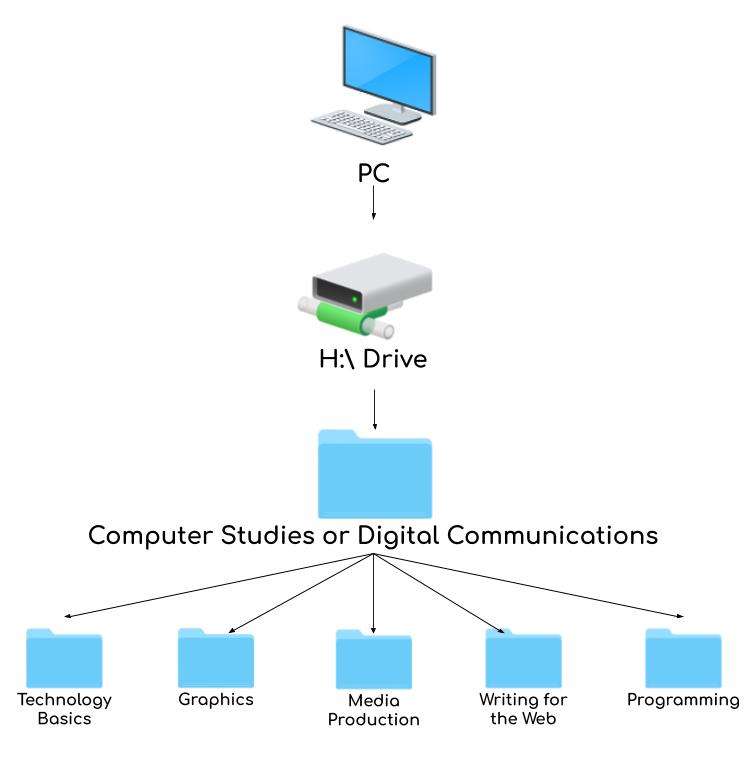 PC
H:\ Drive
Computer Studies or Digital Communications
Technology
Basics
Graphics
Media
Production
Writing for
the Web
Programming